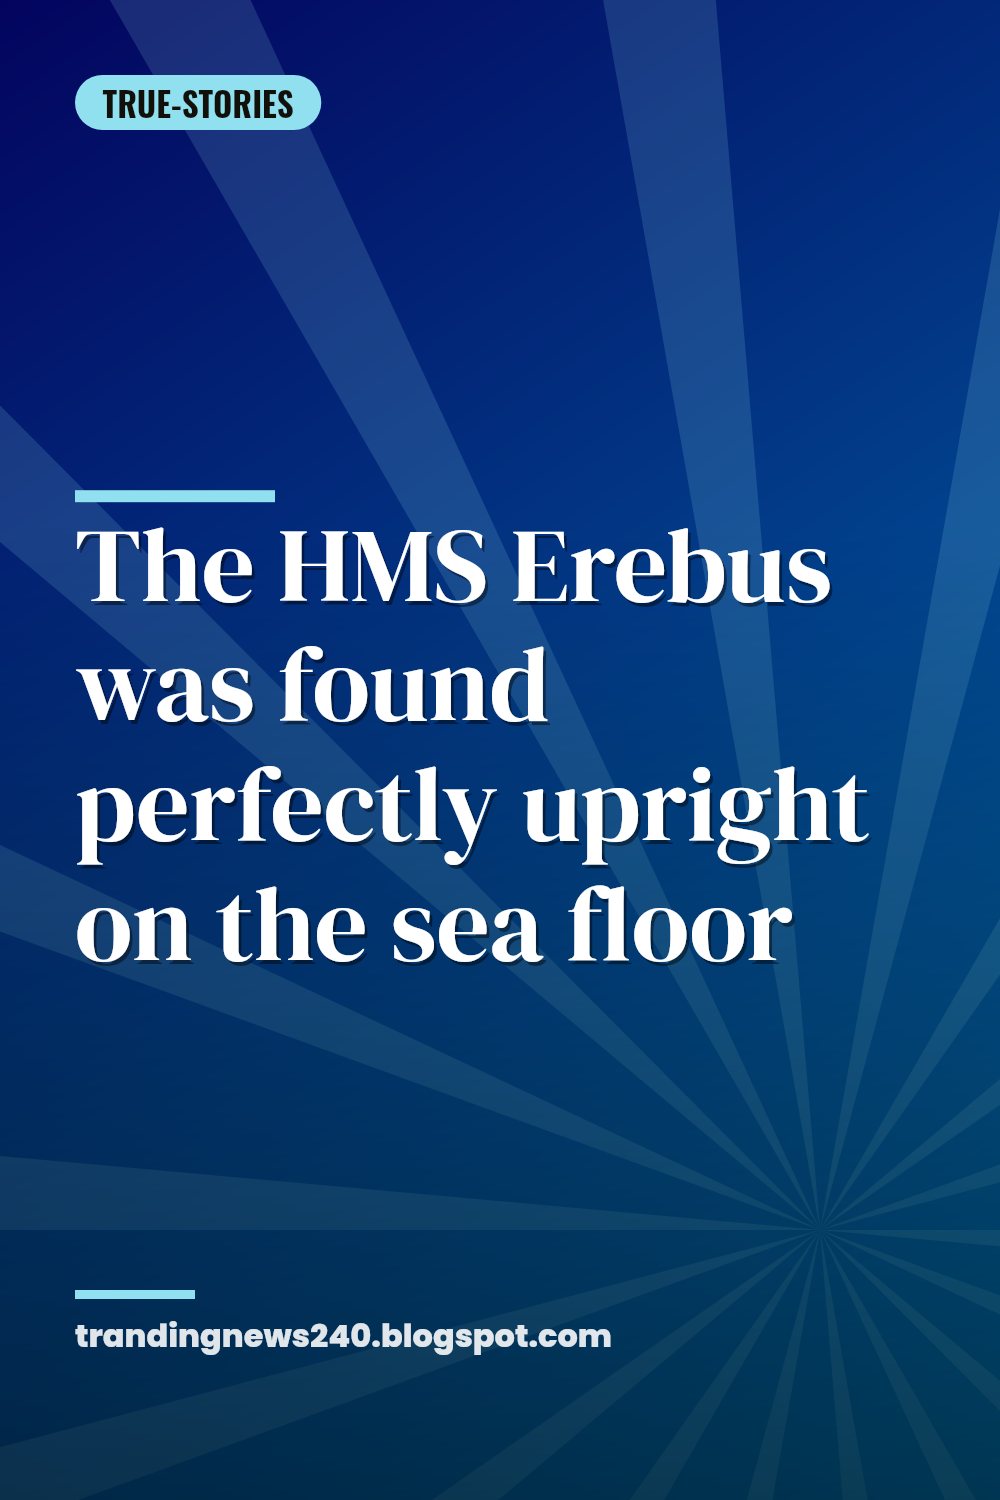 TRUE-STORIES
The HMS Erebus
was found
perfectly upright
on the sea floor
trandingnews240.blogspot.com